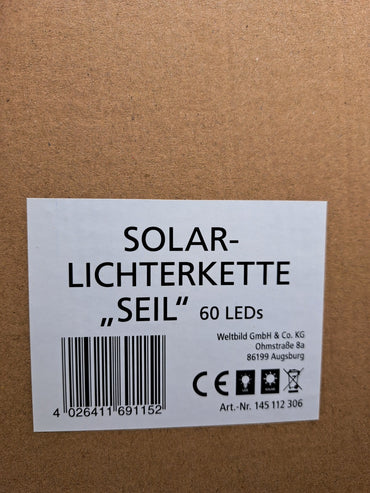 SOLAR-
LICHTERKETTE
„SEIL“ 60 LEDs
Weltbild GmbH & Co. KG
Ohmstraße 8a
86199 Augsburg
CE
4 026411 691152
Art.-Nr. 145 112 306